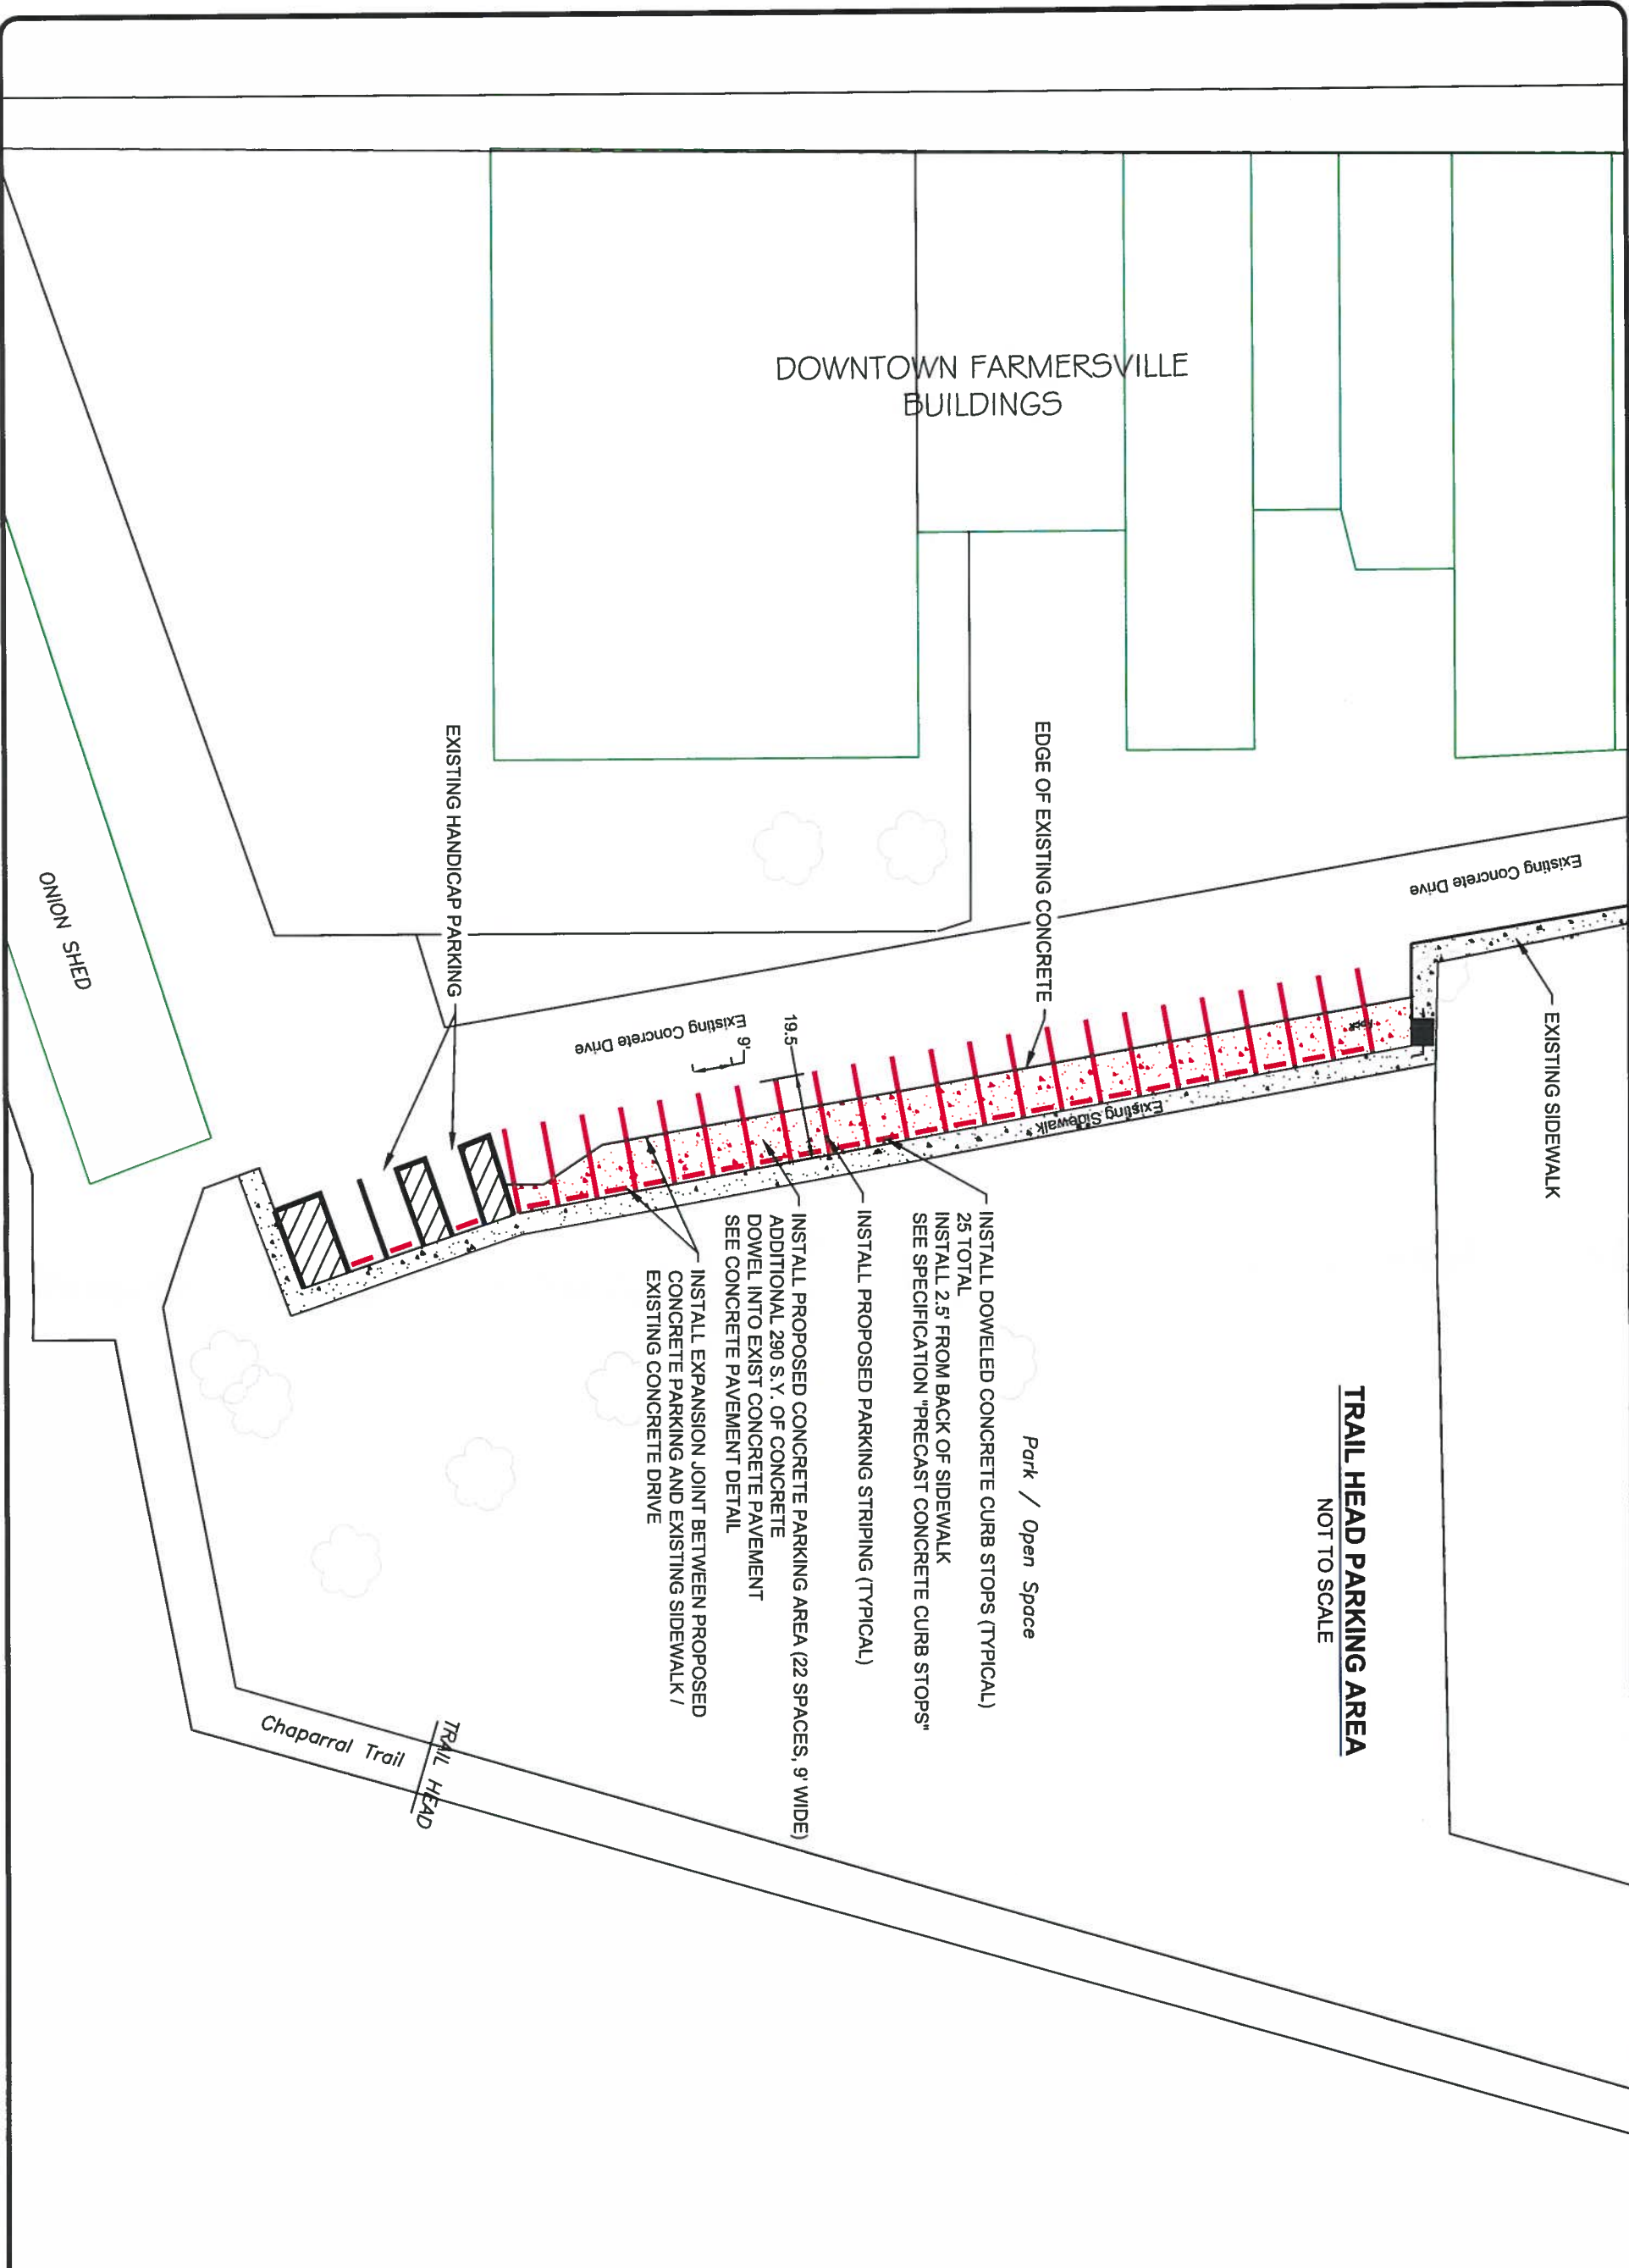 TRAIL HEAD PARKING AREA
NOT TO SCALE
DOWNTOWN FARMERSVILLE
BUILDINGS
EXISTING SIDEWALK
Existing Concrete Drive
EDGE OF EXISTING CONCRETE
EXISTING HANDICAP PARKING
ONION SHED
Existing Concrete Drive
9'
19.5
Existing Sidewalk
Park / Open Space
INSTALL DOWELED CONCRETE CURB STOPS (TYPICAL)
25 TOTAL
INSTALL 2.5' FROM BACK OF SIDEWALK
SEE SPECIFICATION "PRECAST CONCRETE CURB STOPS"
INSTALL PROPOSED PARKING STRIPING (TYPICAL)
INSTALL PROPOSED CONCRETE PARKING AREA (22 SPACES, 9' WIDE)
ADDITIONAL 290 S.Y. OF CONCRETE
DOWEL INTO EXIST CONCRETE PAVEMENT
SEE CONCRETE PAVEMENT DETAIL
INSTALL EXPANSION JOINT BETWEEN PROPOSED
CONCRETE PARKING AND EXISTING SIDEWALK /
EXISTING CONCRETE DRIVE
TRAIL HEAD
Chaparral Trail